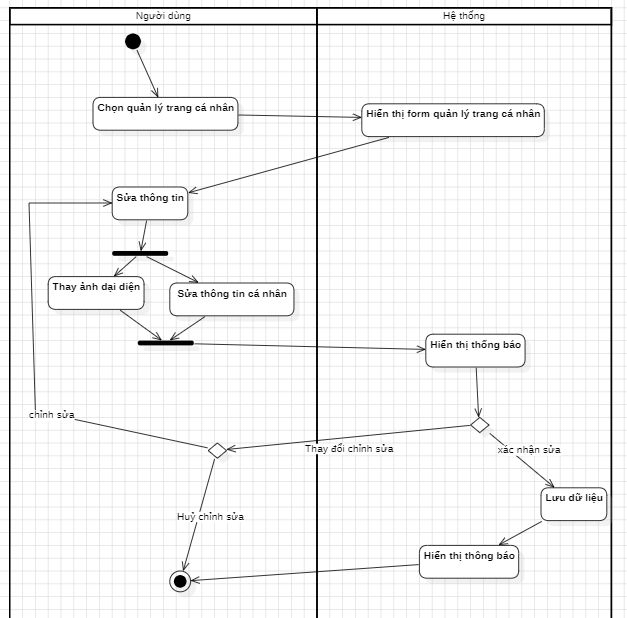 Người dùng
Hệ thống
Chọn quản lý trang cá nhân
Hiển thị form quản lý trang cá nhân
Sửa thông tin
Thay ảnh dại diện
Sửa thông tin cá nhân
Hiển thị thống báo
chỉnh sửa
Thay đổi chỉnh sửa
xác nhận sửa
Lưu dữ liệu
Huỷ chỉnh sửa
Hiển thị thông báo